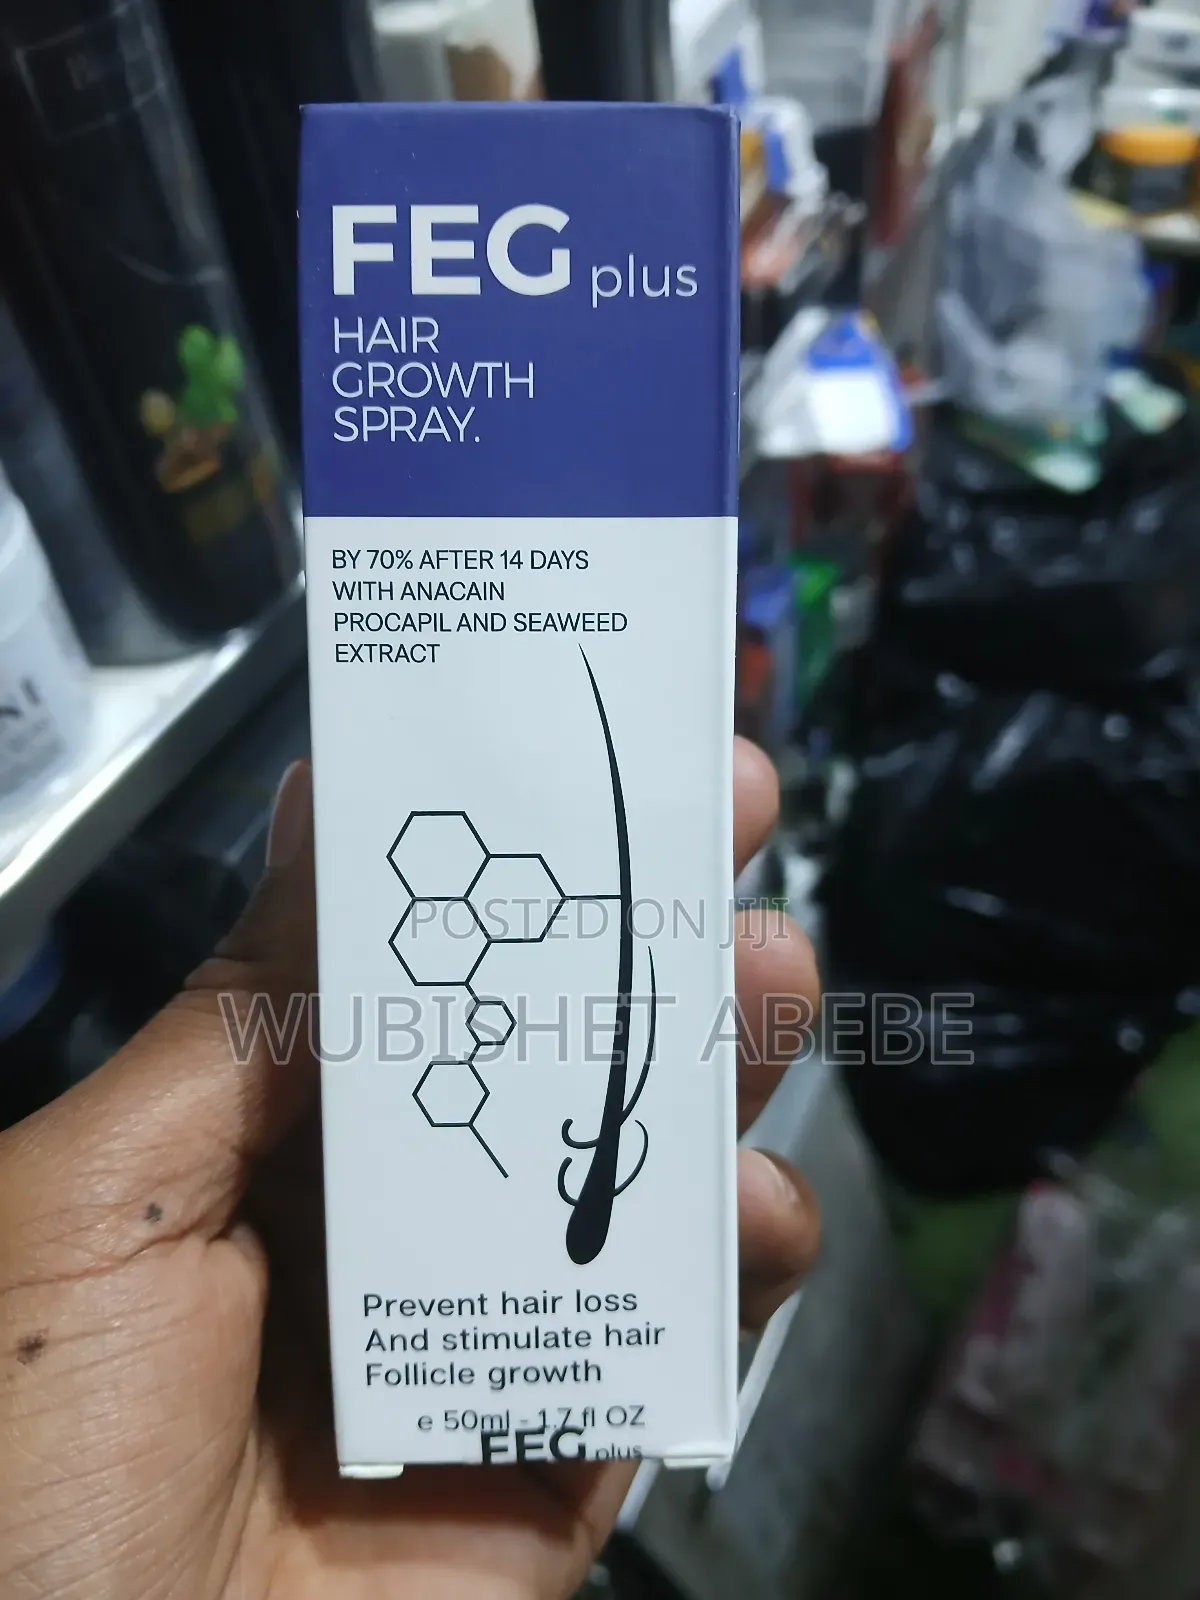 FEG plus
HAIR
GROWTH
SPRAY.
BY 70% AFTER 14 DAYS
WITH ANACAIN
PROCAPIL AND SEAWEED
EXTRACT
POSTED ON JIJI
WUBISHET ABEBE
Prevent hair loss
And stimulate hair
Follicle growth
e 50ml - 1.7 fl OZ
FEG plus